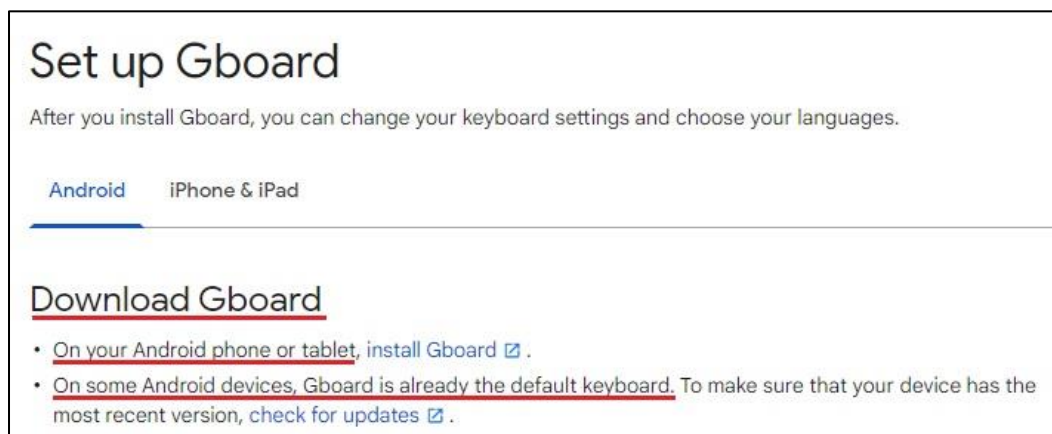 Set up Gboard
After you install Gboard, you can change your keyboard settings and choose your languages.
Android iPhone & iPad
Download Gboard
• On your Android phone or tablet, install Gboard .
• On some Android devices, Gboard is already the default keyboard. To make sure that your device has the
most recent version, check for updates .